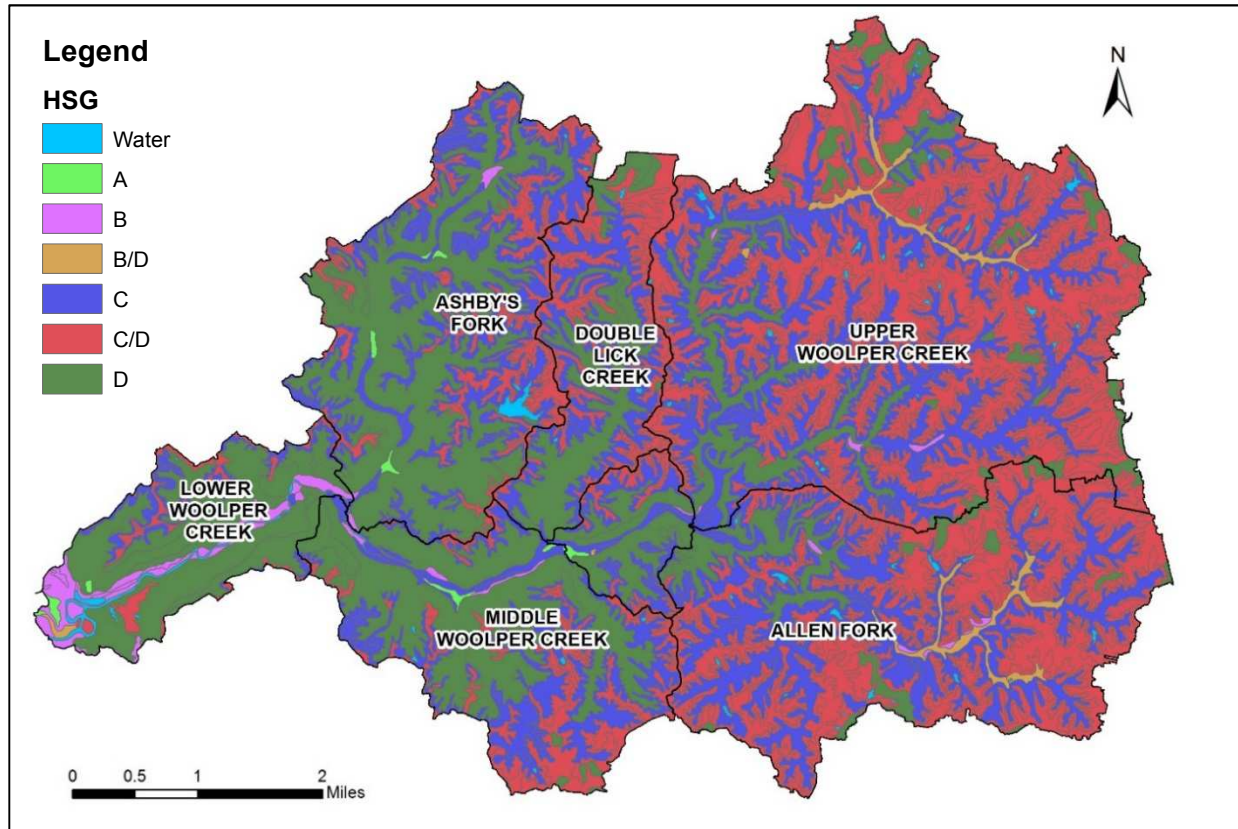 Legend
HSG
Water
A
B
B/D
C
C/D
D
N
ASHBY'S
FORK
DOUBLE
LICK
CREEK
UPPER
WOOLPER CREEK
LOWER
WOOLPER
CREEK
MIDDLE
WOOLPER CREEK
ALLEN FORK
0 0.5 1 2
Miles